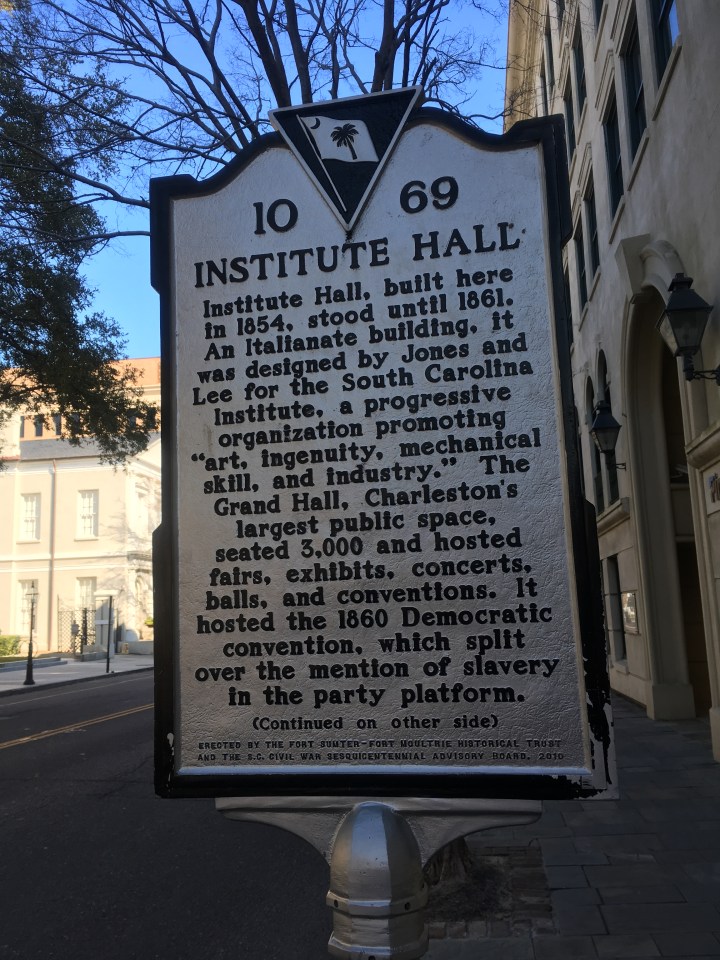 10 69
INSTITUTE HALL
Institute Hall, built here
in 1854, stood until 1861.
An Italianate building, it
was designed by Jones and
Lee for the South Carolina
Institute, a progressive
organization promoting
“art, ingenuity, mechanical
skill, and industry.” The
Grand Hall, Charleston's
largest public space,
seated 3,000 and hosted
fairs, exhibits, concerts,
balls, and conventions. It
hosted the 1860 Democratic
convention, which split
over the mention of slavery
in the party platform.
(Continued on other side)
ERECTED BY THE FORT SUMTER-FORT MOULTRIE HISTORICAL TRUST
AND THE S.C. CIVIL WAR SESQUICENTENNIAL ADVISORY BOARD, 2010